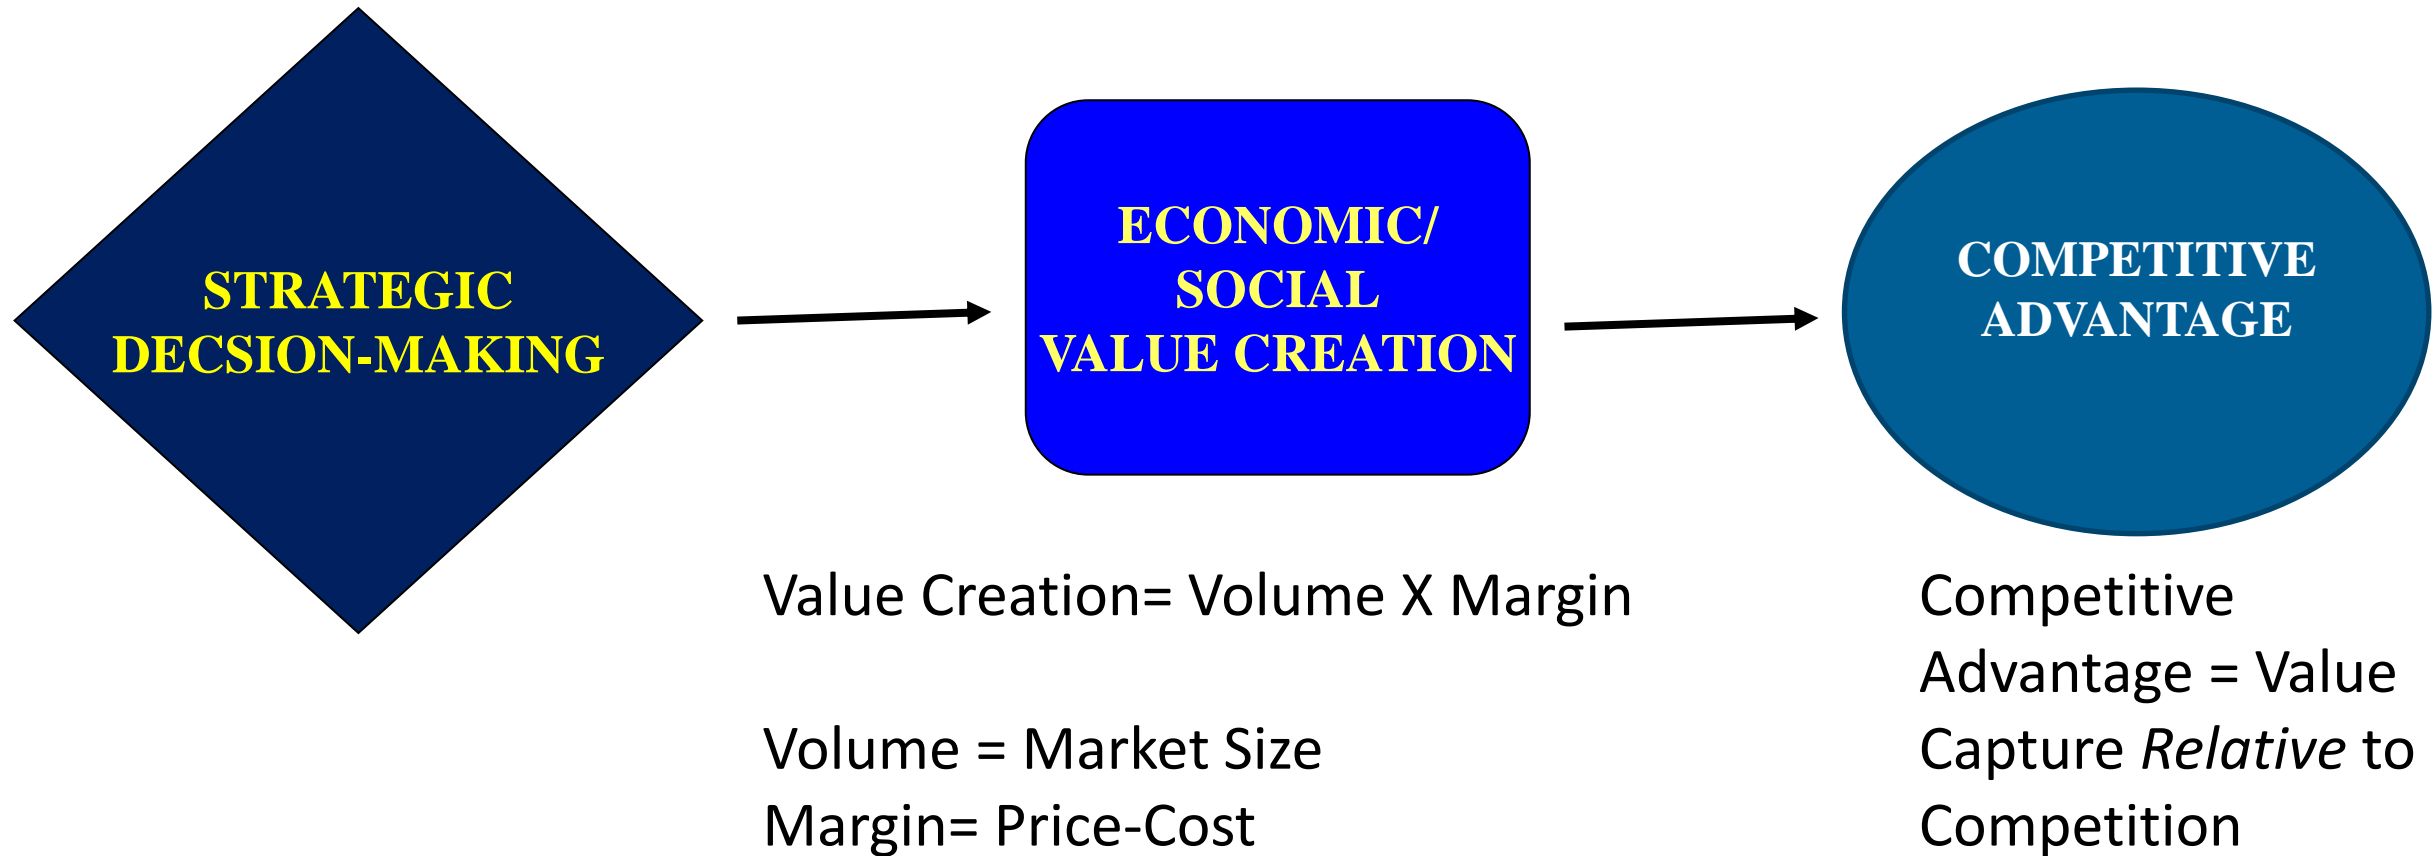 STRATEGIC
DECSION-MAKING
ECONOMIC/
SOCIAL
VALUE CREATION
COMPETITIVE
ADVANTAGE
Value Creation= Volume X Margin
Volume = Market Size
Margin= Price-Cost
Competitive
Advantage = Value
Capture Relative to
Competition